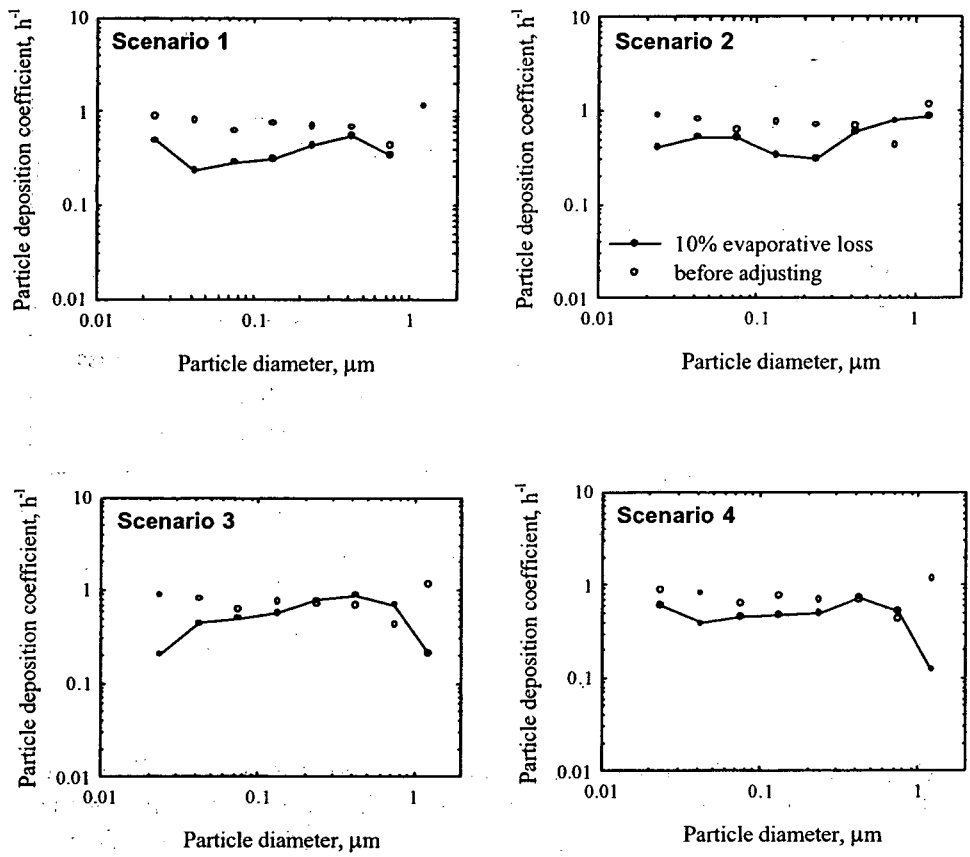 Scenario 1
Particle deposition coefficient, h-1
10
1
0.1
0.01
0.01
0.1
1
Particle diameter, μm
Scenario 2
Particle deposition coefficient, h-1
10
1
0.1
0.01
10% evaporative loss
before adjusting
0.01
0.1
1
Particle diameter, μm
Scenario 3
Particle deposition coefficient, h-1
10
1
0.1
0.01
0.01
0.1
1
Particle diameter, μm
Scenario 4
Particle deposition coefficient, h-1
10
1
0.1
0.01
0.01
0.1
1
Particle diameter, μm